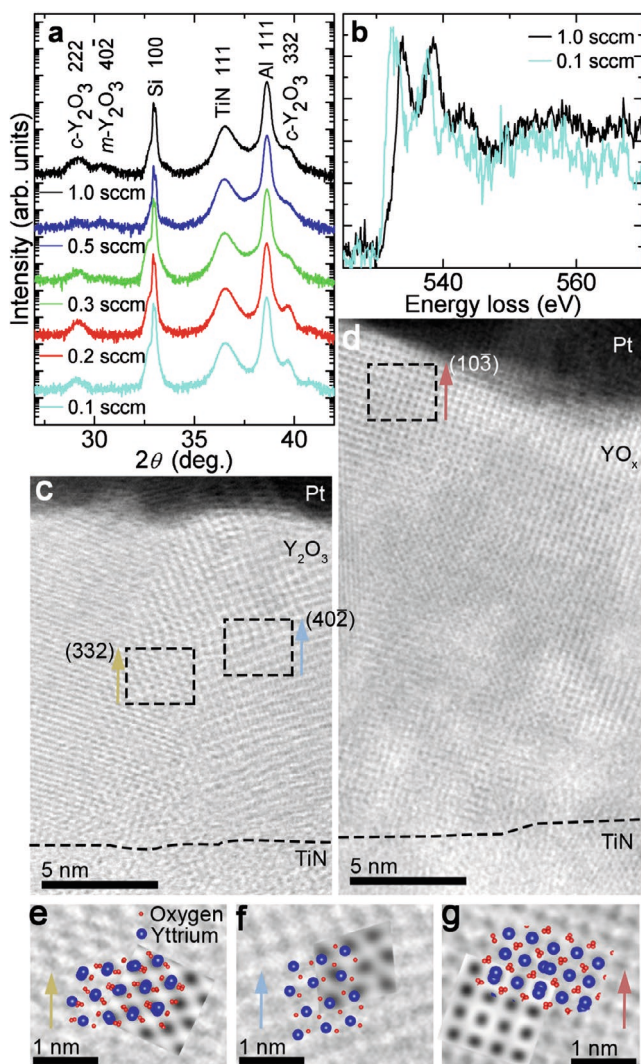 a
c-Y2O3 222
m-Y2O3 402̄
Si 100
TiN 111
Al 111
c-Y2O3 332
1.0 sccm
0.5 sccm
0.3 sccm
0.2 sccm
0.1 sccm
Intensity (arb. units)
30 35 40
2θ (deg.)
b
1.0 sccm
0.1 sccm
540 560
Energy loss (eV)
c
Pt
Y2O3
(332)
(402̄)
TiN
5 nm
d
(103̄)
Pt
YOx
TiN
5 nm
e
Oxygen
Yttrium
1 nm
f
1 nm
g
1 nm